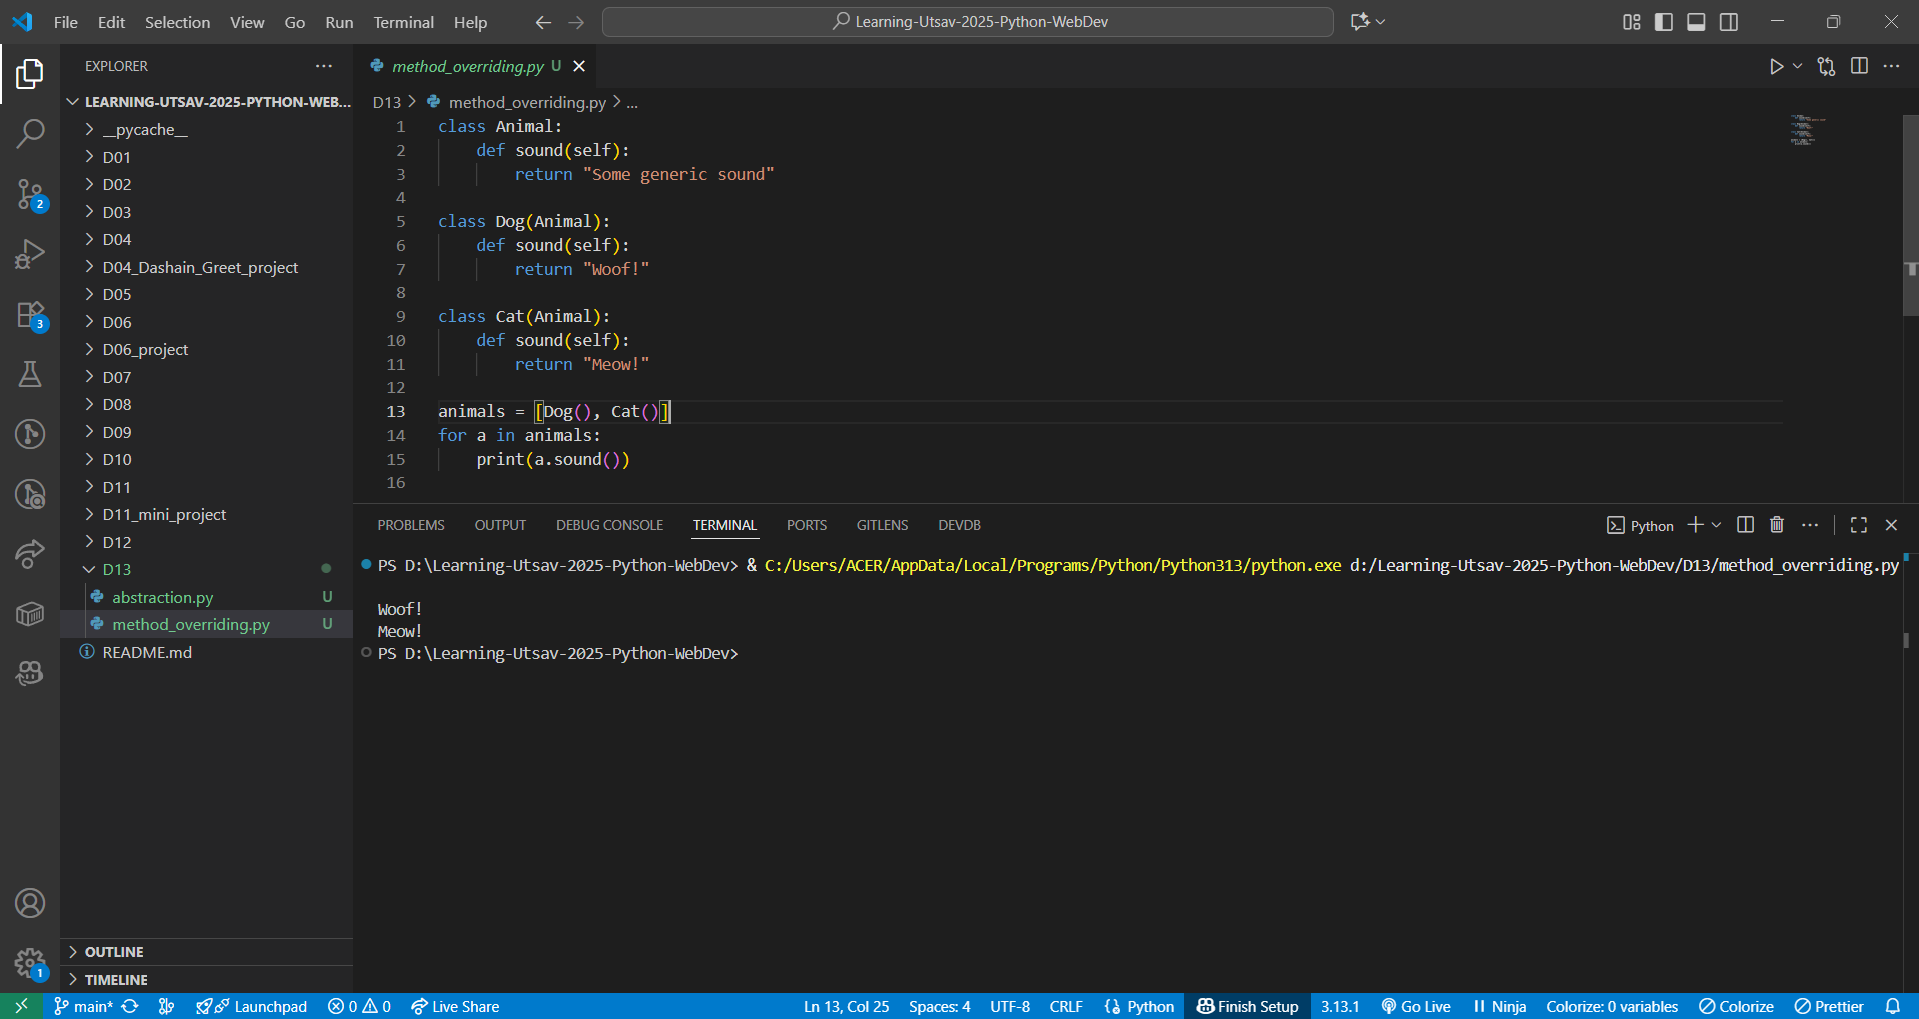 File Edit Selection View Go Run Terminal Help
Learning-Utsav-2025-Python-WebDev
EXPLORER
LEARNING-UTSAV-2025-PYTHON-WEB...
__pycache__
D01
D02
D03
D04
D04_Dashain_Greet_project
D05
D06
D06_project
D07
D08
D09
D10
D11
D11_mini_project
D12
D13
abstraction.py U
method_overriding.py U
README.md
OUTLINE
TIMELINE
2
3
1
method_overriding.py U
D13 > method_overriding.py > ...
1 class Animal:
2 def sound(self):
3 return "Some generic sound"
4
5 class Dog(Animal):
6 def sound(self):
7 return "Woof!"
8
9 class Cat(Animal):
10 def sound(self):
11 return "Meow!"
12
13 animals = [Dog(), Cat()]
14 for a in animals:
15 print(a.sound())
16
PROBLEMS OUTPUT DEBUG CONSOLE TERMINAL PORTS GITLENS DEVDB
Python
PS D:\Learning-Utsav-2025-Python-WebDev> & C:/Users/ACER/AppData/Local/Programs/Python/Python313/python.exe d:/Learning-Utsav-2025-Python-WebDev/D13/method_overriding.py
Woof!
Meow!
PS D:\Learning-Utsav-2025-Python-WebDev>
main* Launchpad 0 0 Live Share Ln 13, Col 25 Spaces: 4 UTF-8 CRLF Python Finish Setup 3.13.1 Go Live Ninja Colorize: 0 variables Colorize Prettier